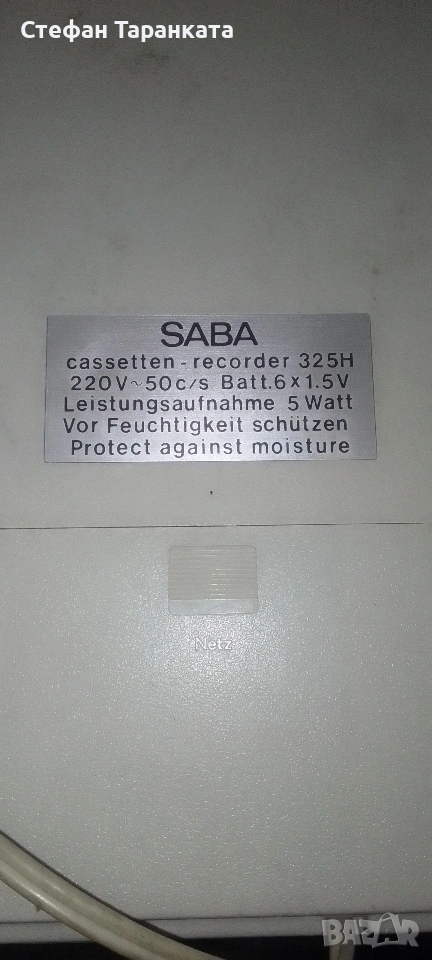 Стефан Таранката
SABA
cassetten - recorder 325H
220V~50c/s Batt.6x1.5V
Leistungsaufnahme 5 Watt
Vor Feuchtigkeit schützen
Protect against moisture
Netz
BAZAR